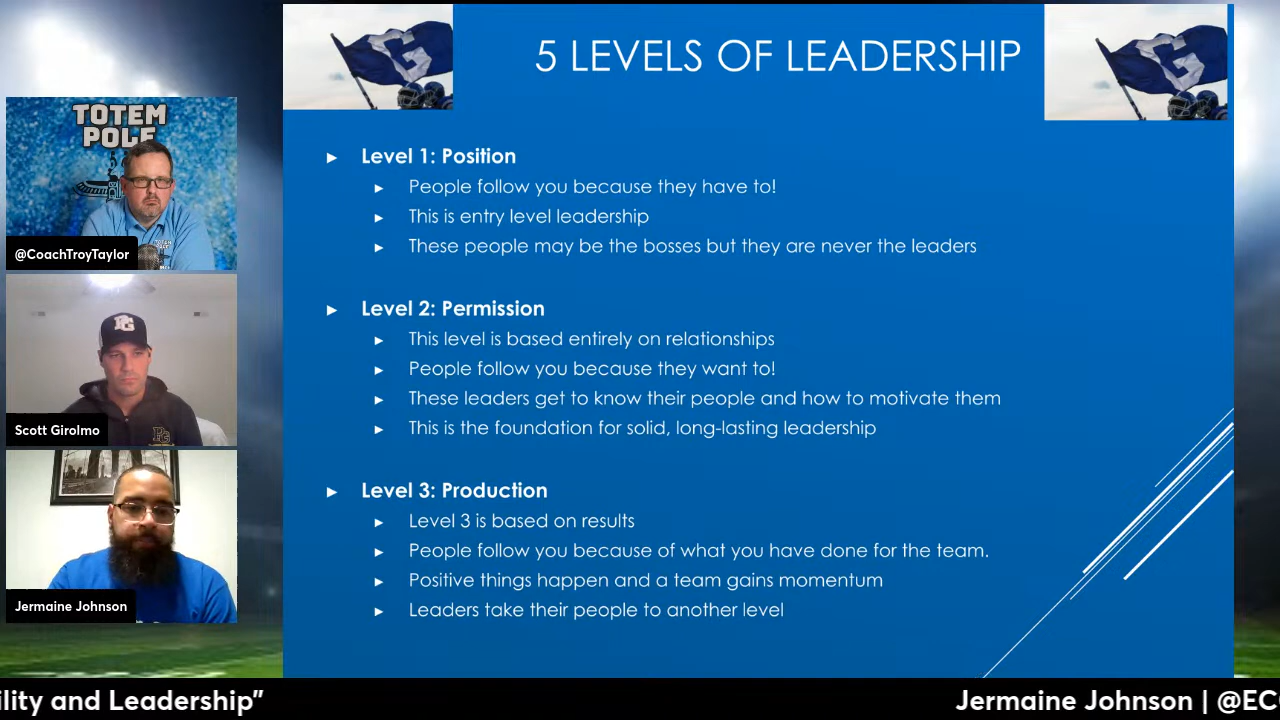 5 LEVELS OF LEADERSHIP
TOTEM
POLE
@CoachTroyTaylor
Scott Girolmo
Jermaine Johnson
G
G
PG
PG
► Level 1: Position
► People follow you because they have to!
► This is entry level leadership
► These people may be the bosses but they are never the leaders
► Level 2: Permission
► This level is based entirely on relationships
► People follow you because they want to!
► These leaders get to know their people and how to motivate them
► This is the foundation for solid, long-lasting leadership
► Level 3: Production
► Level 3 is based on results
► People follow you because of what you have done for the team.
► Positive things happen and a team gains momentum
► Leaders take their people to another level
ility and Leadership”
Jermaine Johnson | @EC